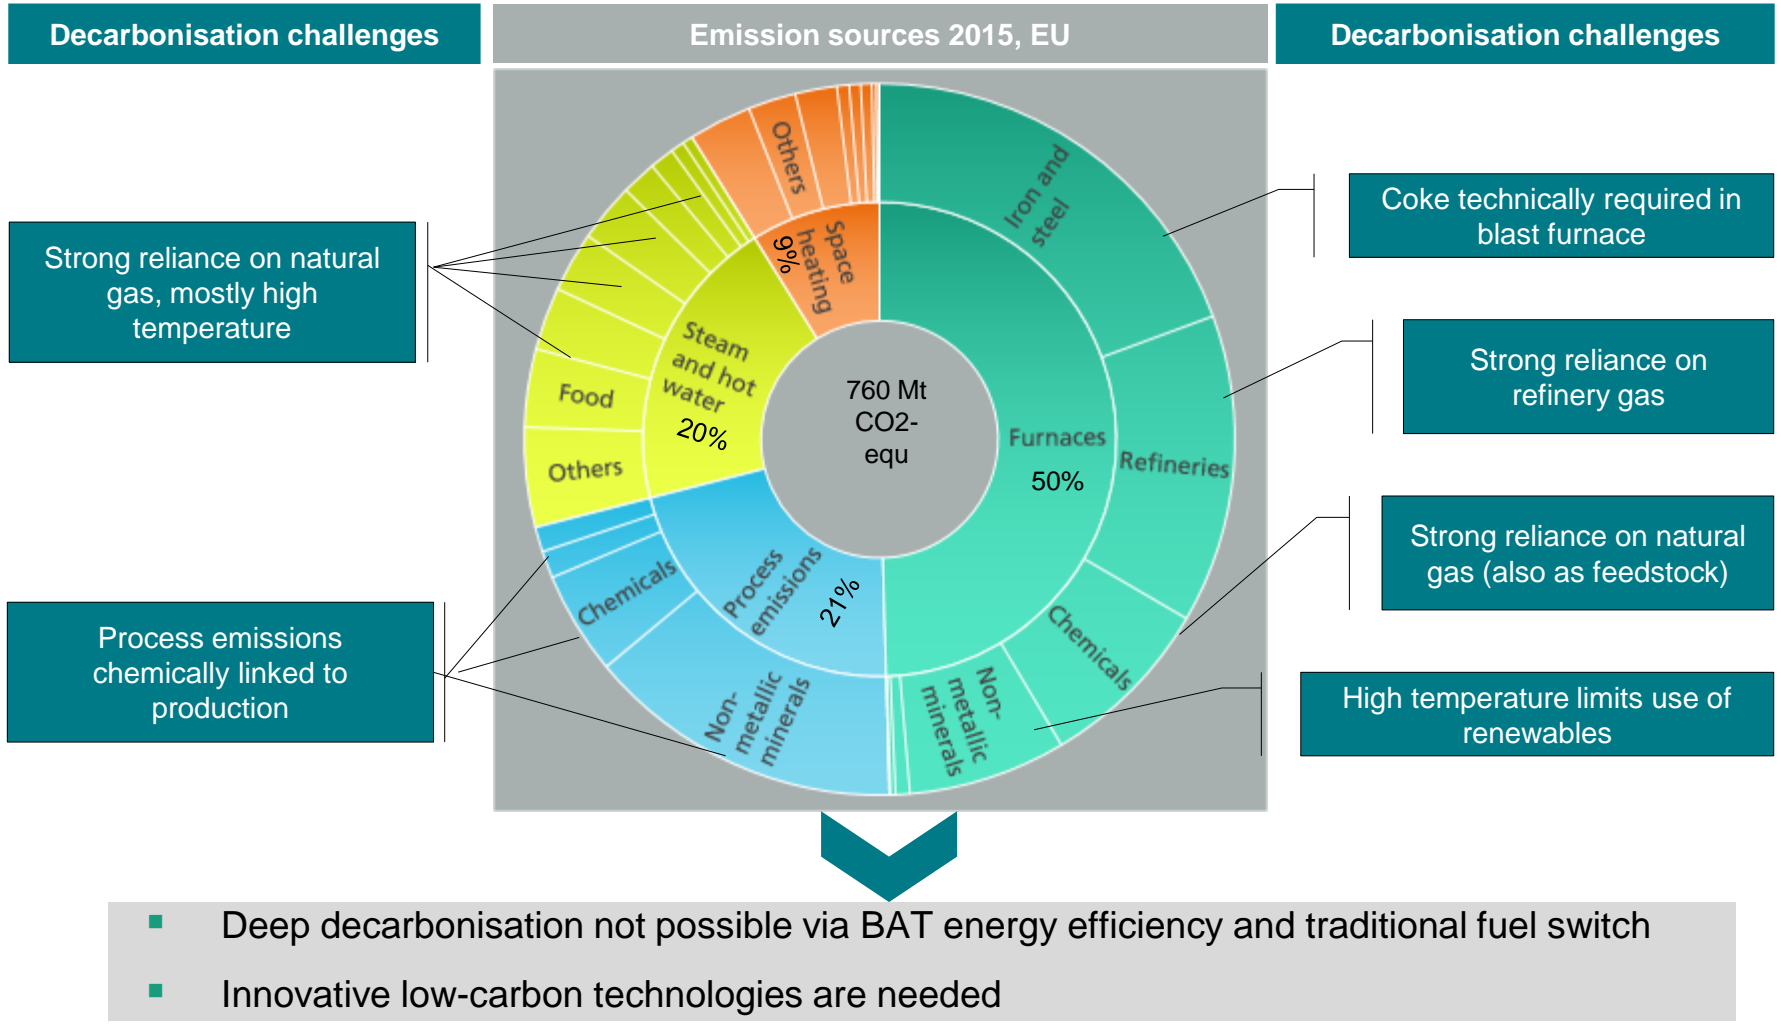 Decarbonisation challenges
Emission sources 2015, EU
Decarbonisation challenges
Strong reliance on natural
gas, mostly high
temperature
Process emissions
chemically linked to
production
Others
Space
heating
9%
Steam
and hot
water
20%
Food
Others
Chemicals
Process
emissions
21%
Non-
metallic
minerals
760 Mt
CO2-
equ
Iron and
steel
Furnaces
50%
Refineries
Chemicals
Non-
metallic
minerals
Coke technically required in
blast furnace
Strong reliance on
refinery gas
Strong reliance on natural
gas (also as feedstock)
High temperature limits use of
renewables
Deep decarbonisation not possible via BAT energy efficiency and traditional fuel switch
Innovative low-carbon technologies are needed